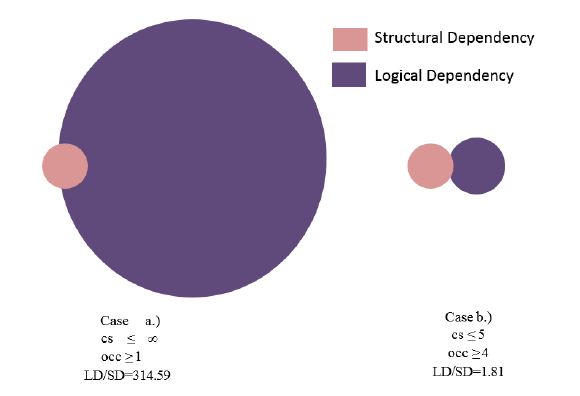 Structural Dependency
Logical Dependency
Case a.)
cs ≤ ∞
occ ≥1
LD/SD=314.59
Case b.)
cs ≤5
occ ≥4
LD/SD=1.81